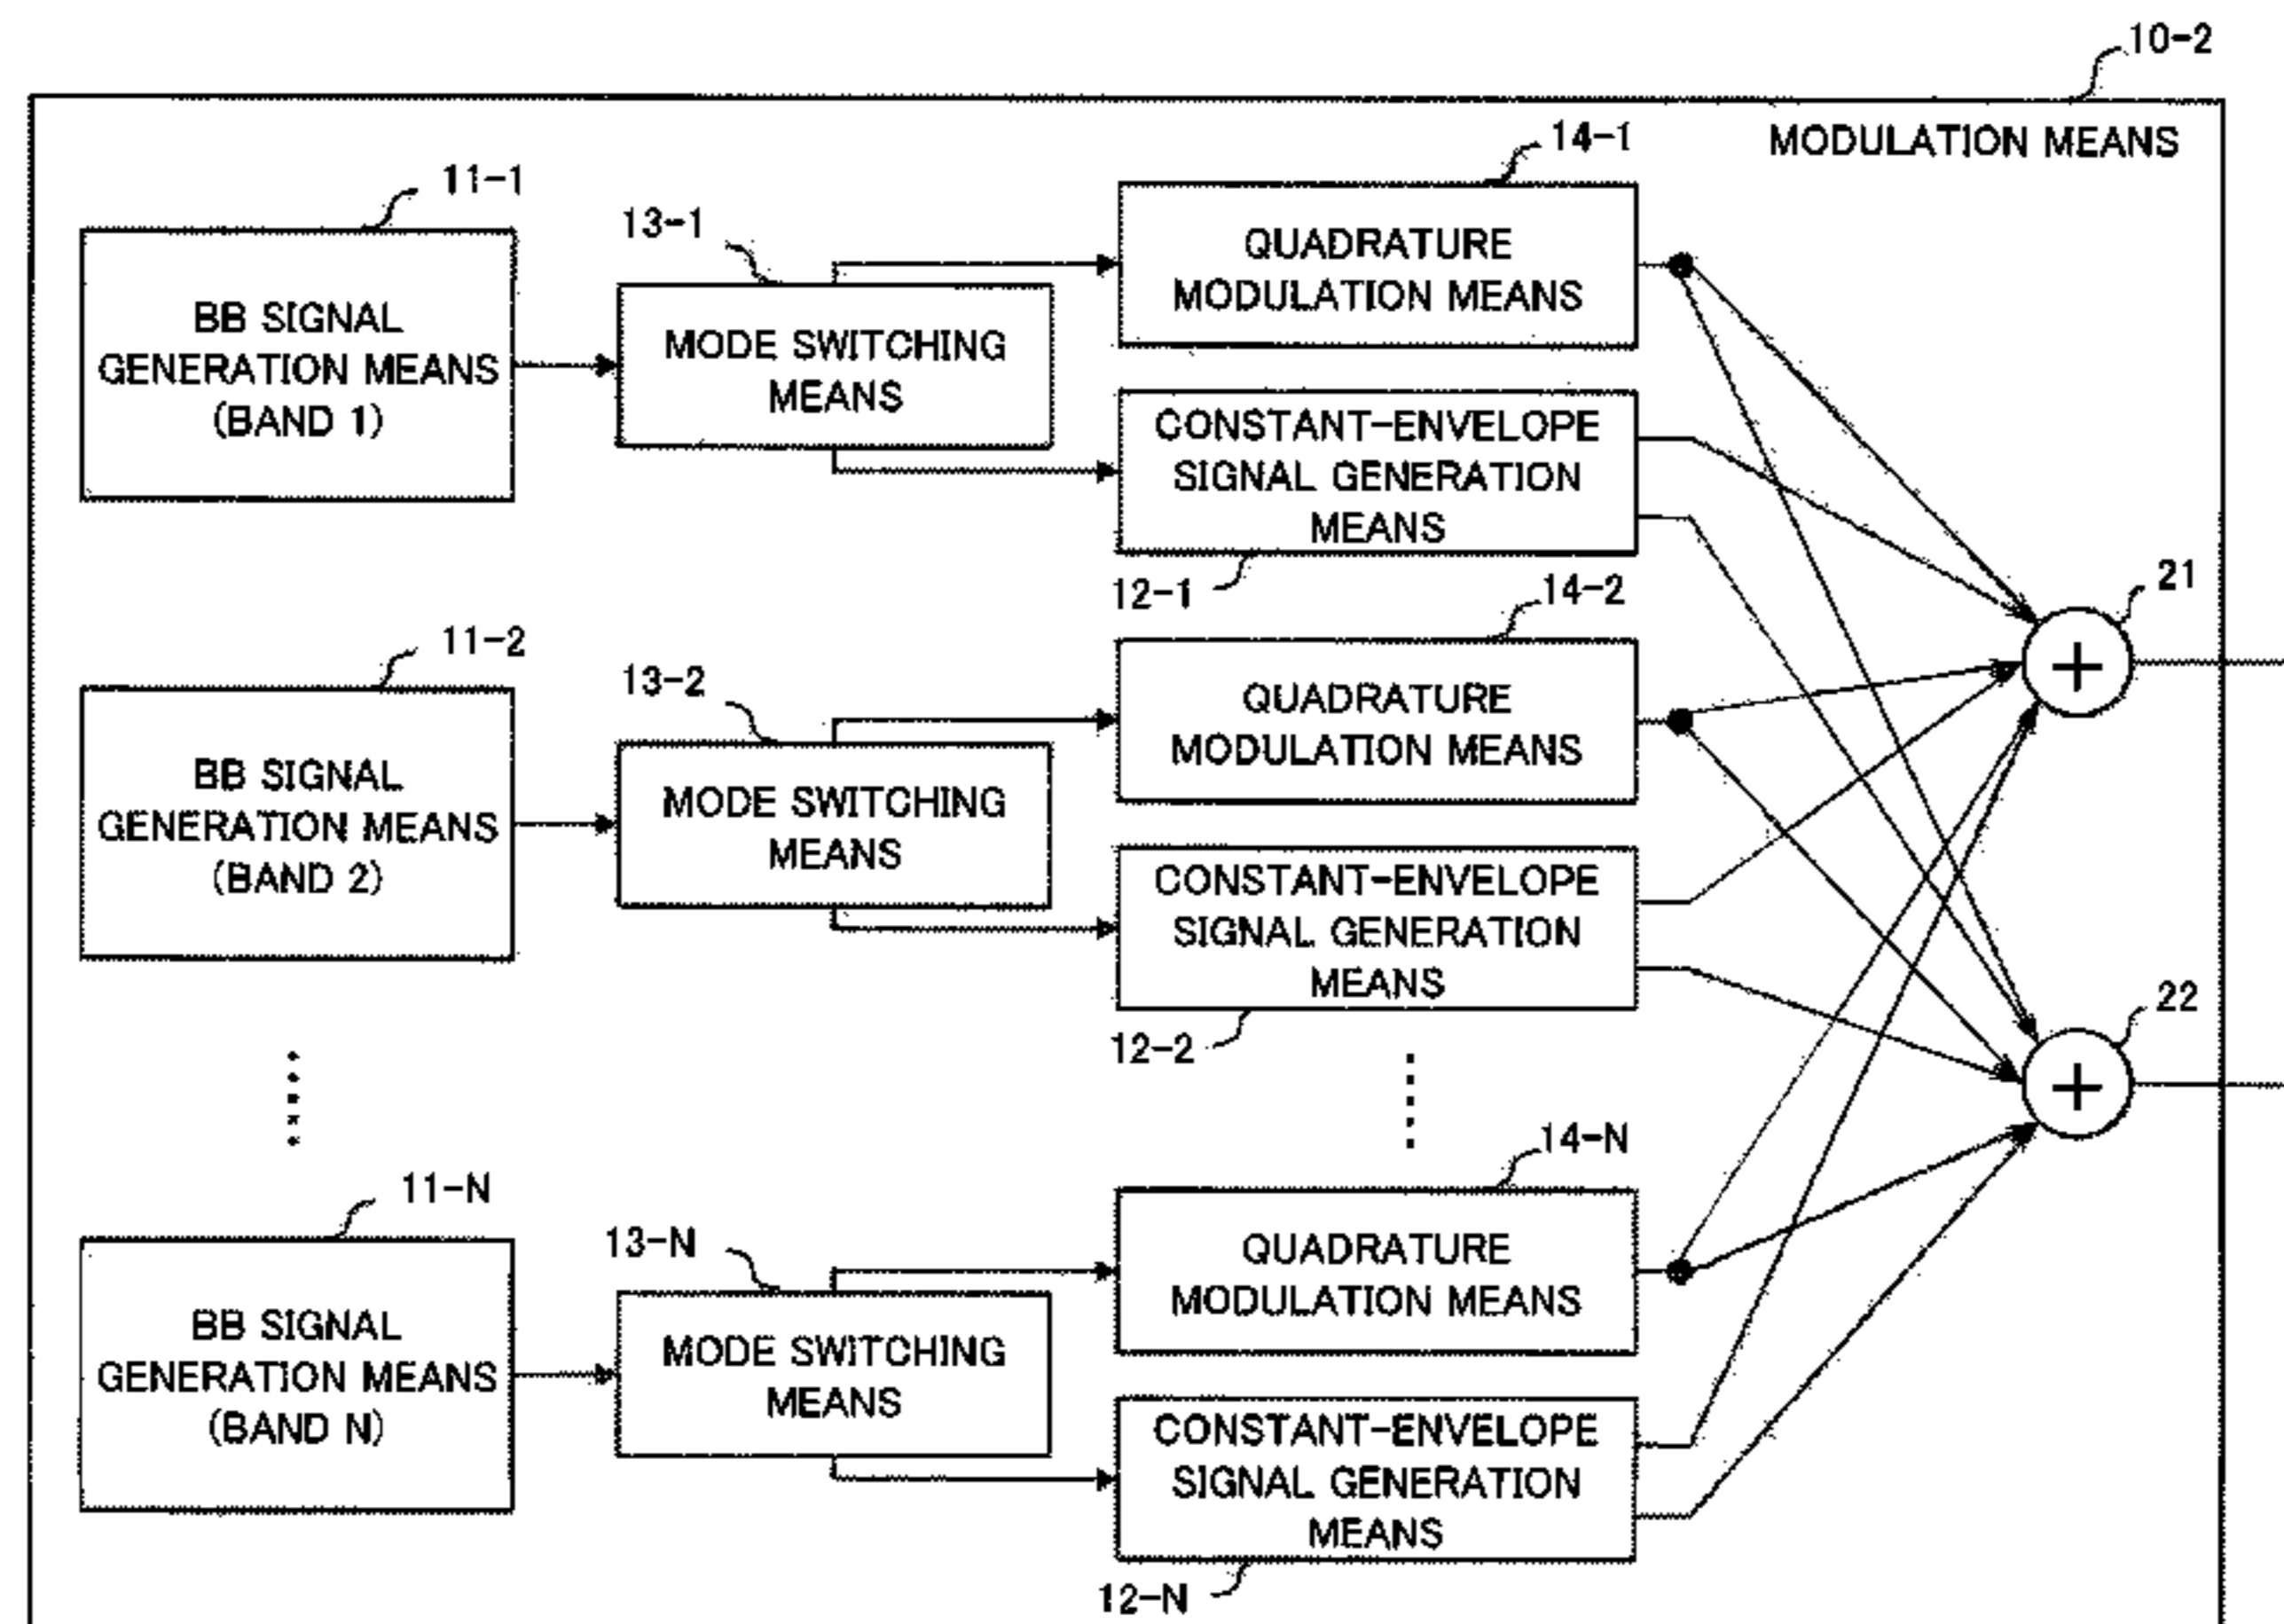 10-2
MODULATION MEANS
11-1
13-1
14-1
BB SIGNAL
GENERATION MEANS
(BAND 1)
MODE SWITCHING
MEANS
QUADRATURE
MODULATION MEANS
CONSTANT-ENVELOPE
SIGNAL GENERATION
MEANS
12-1
21
+
11-2
13-2
14-2
BB SIGNAL
GENERATION MEANS
(BAND 2)
MODE SWITCHING
MEANS
QUADRATURE
MODULATION MEANS
CONSTANT-ENVELOPE
SIGNAL GENERATION
MEANS
12-2
22
+
11-N
13-N
14-N
BB SIGNAL
GENERATION MEANS
(BAND N)
MODE SWITCHING
MEANS
QUADRATURE
MODULATION MEANS
CONSTANT-ENVELOPE
SIGNAL GENERATION
MEANS
12-N